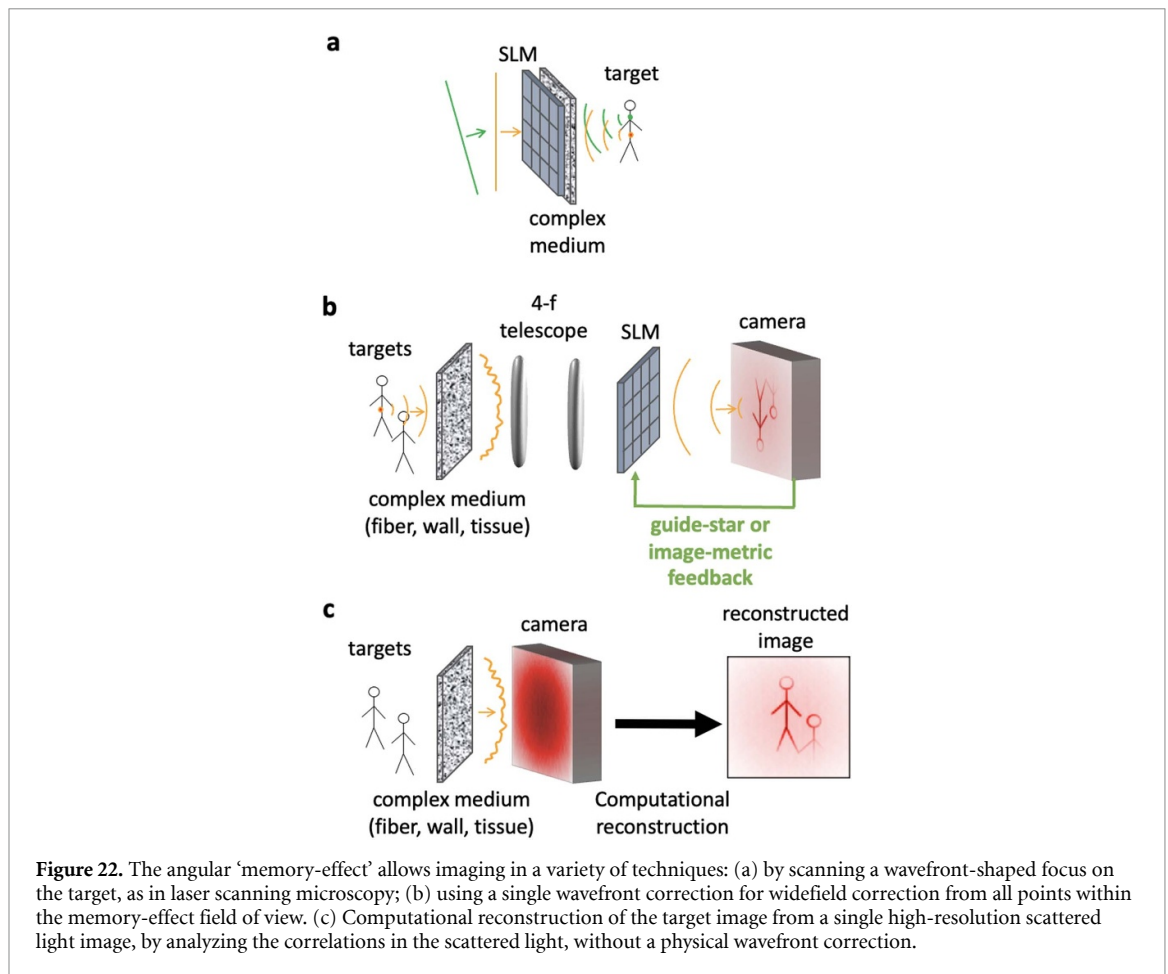 a
SLM
target
complex
medium
b
4-f
telescope
SLM
camera
targets
complex medium
(fiber, wall, tissue)
guide-star or
image-metric
feedback
c
camera
reconstructed
image
targets
complex medium
(fiber, wall, tissue)
Computational
reconstruction
Figure 22. The angular ‘memory-effect’ allows imaging in a variety of techniques: (a) by scanning a wavefront-shaped focus on
the target, as in laser scanning microscopy; (b) using a single wavefront correction for widefield correction from all points within
the memory-effect field of view. (c) Computational reconstruction of the target image from a single high-resolution scattered
light image, by analyzing the correlations in the scattered light, without a physical wavefront correction.